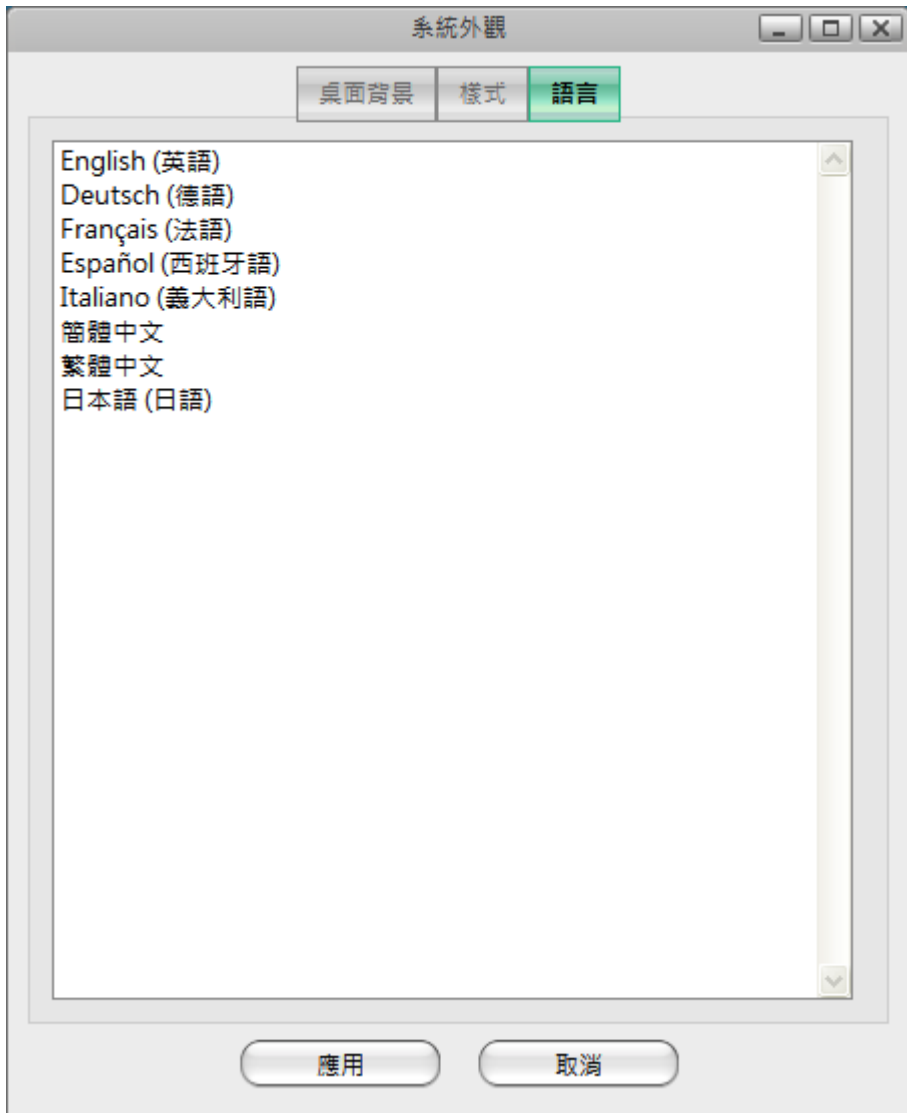 系統外觀
桌面背景 樣式 語言
English (英語)
Deutsch (德語)
Français (法語)
Español (西班牙語)
Italiano (義大利語)
簡體中文
繁體中文
日本語 (日語)
應用 取消